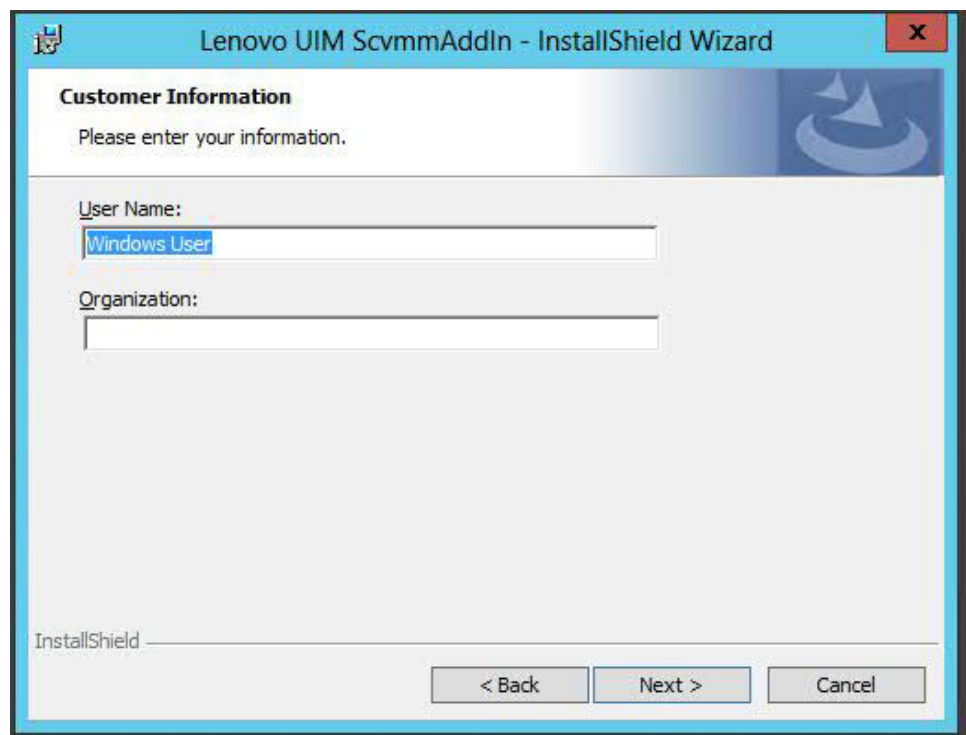 Lenovo UIM ScvmmAddIn - InstallShield Wizard
x
Customer Information
Please enter your information.
User Name:
Windows User
Organization:
InstallShield
< Back Next > Cancel